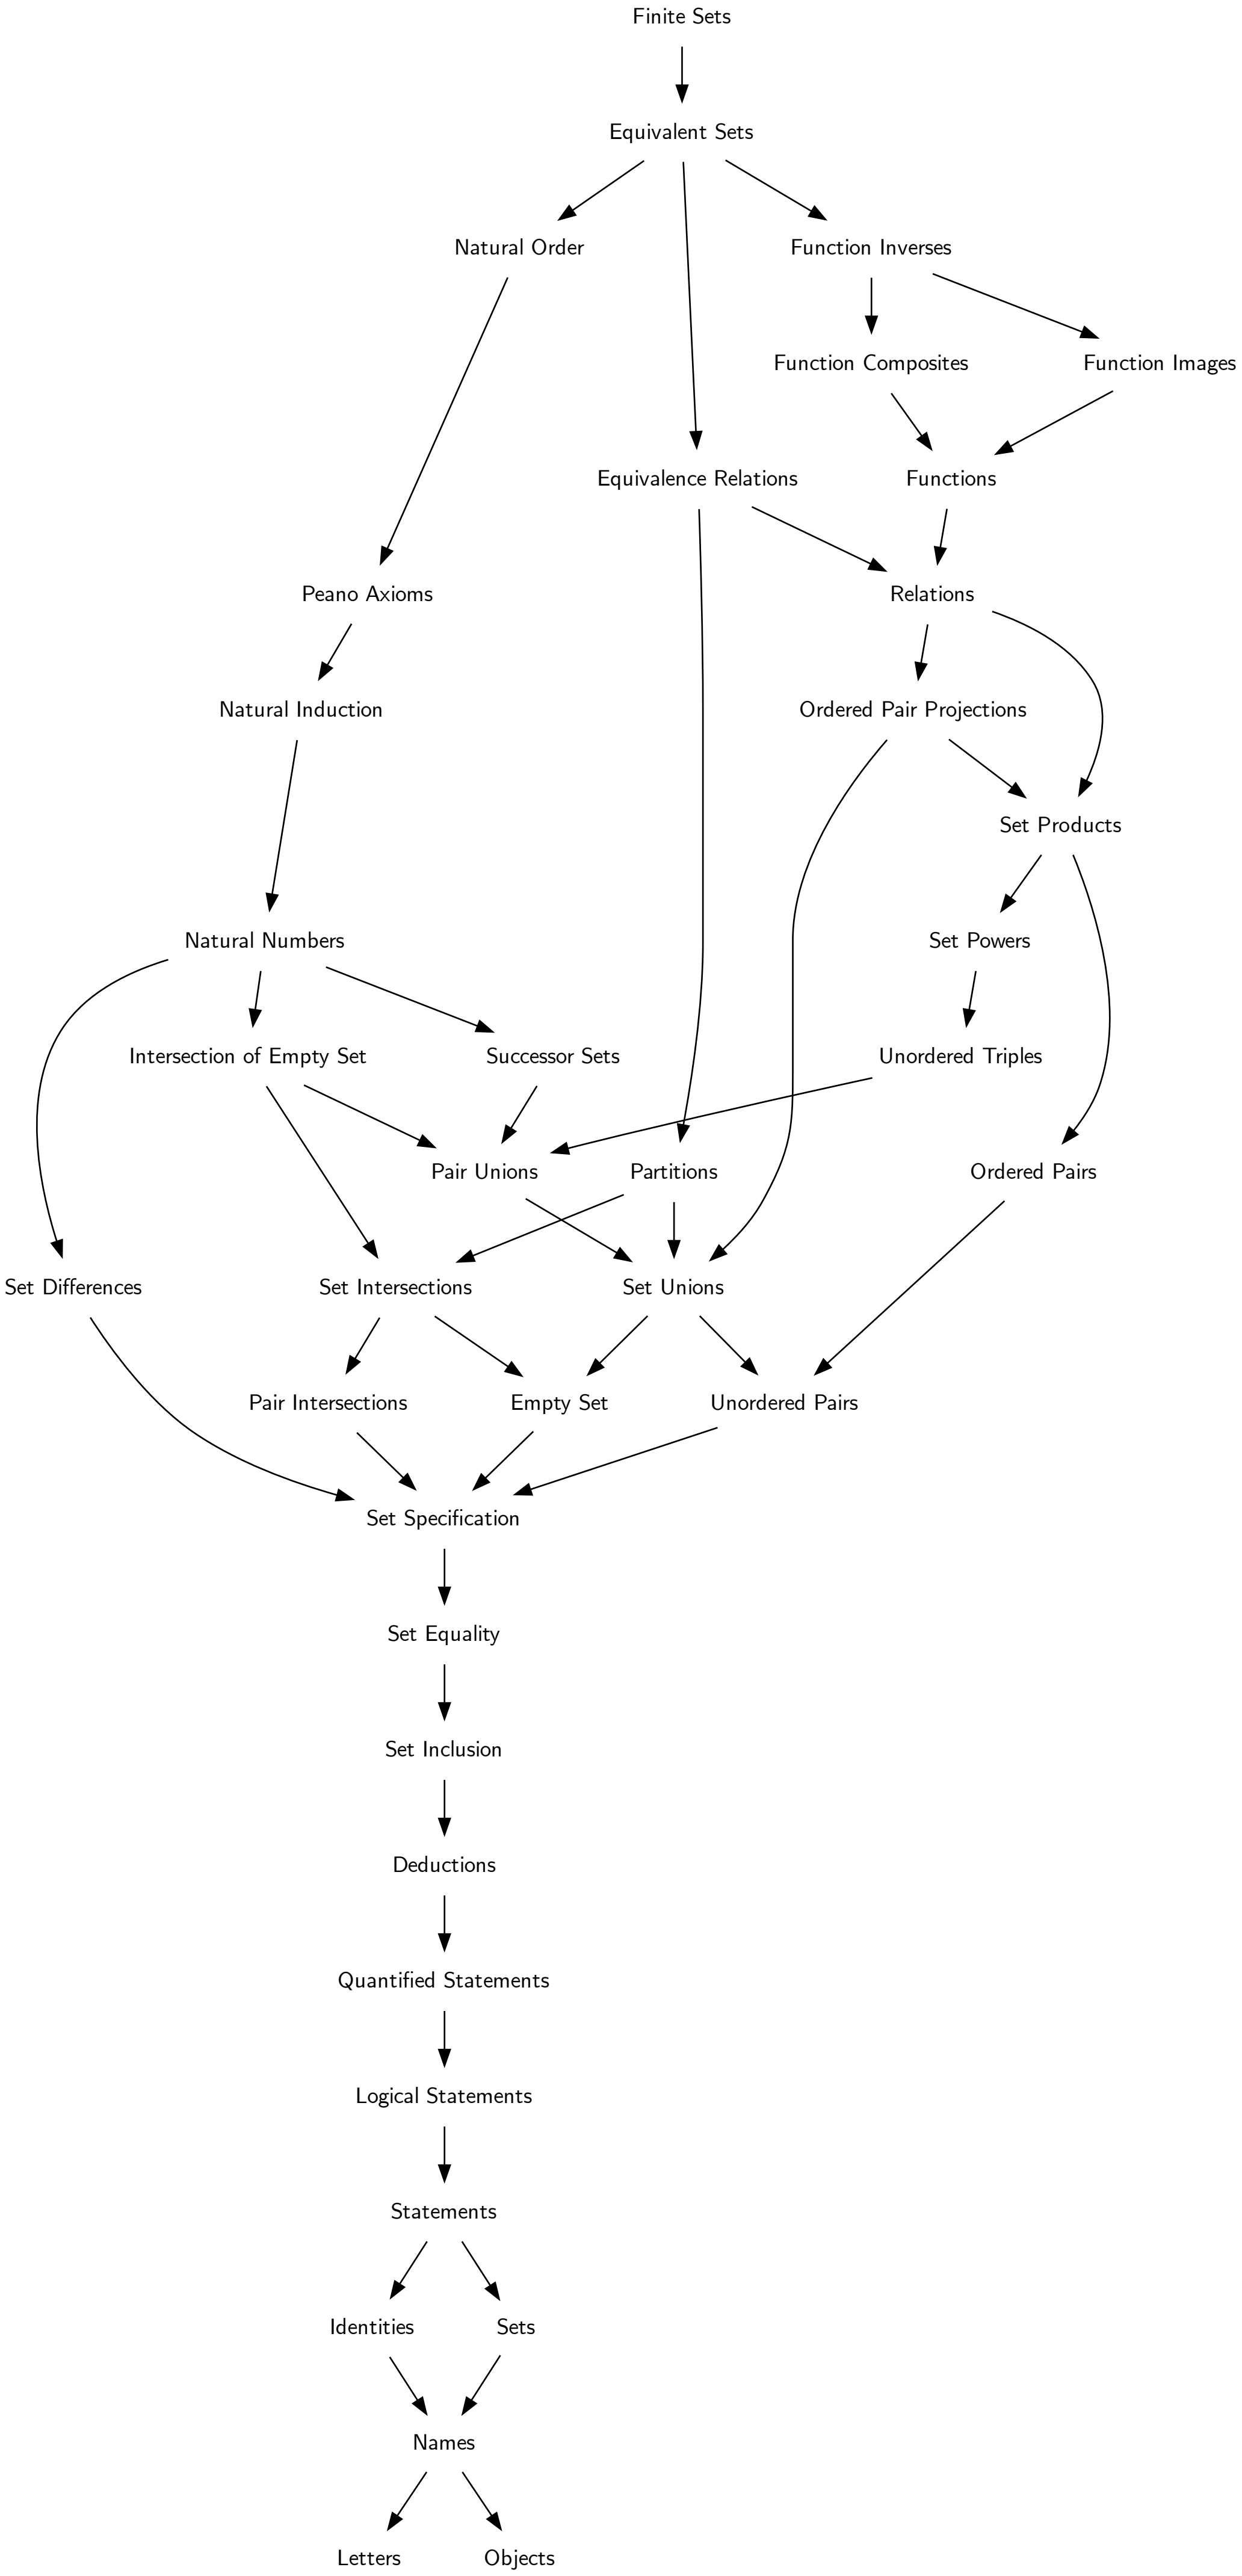 Finite Sets
Equivalent Sets
Natural Order
Function Inverses
Function Composites
Function Images
Equivalence Relations
Functions
Peano Axioms
Relations
Natural Induction
Ordered Pair Projections
Set Products
Natural Numbers
Set Powers
Intersection of Empty Set
Successor Sets
Unordered Triples
Pair Unions
Partitions
Ordered Pairs
Set Differences
Set Intersections
Set Unions
Pair Intersections
Empty Set
Unordered Pairs
Set Specification
Set Equality
Set Inclusion
Deductions
Quantified Statements
Logical Statements
Statements
Identities
Sets
Names
Letters
Objects